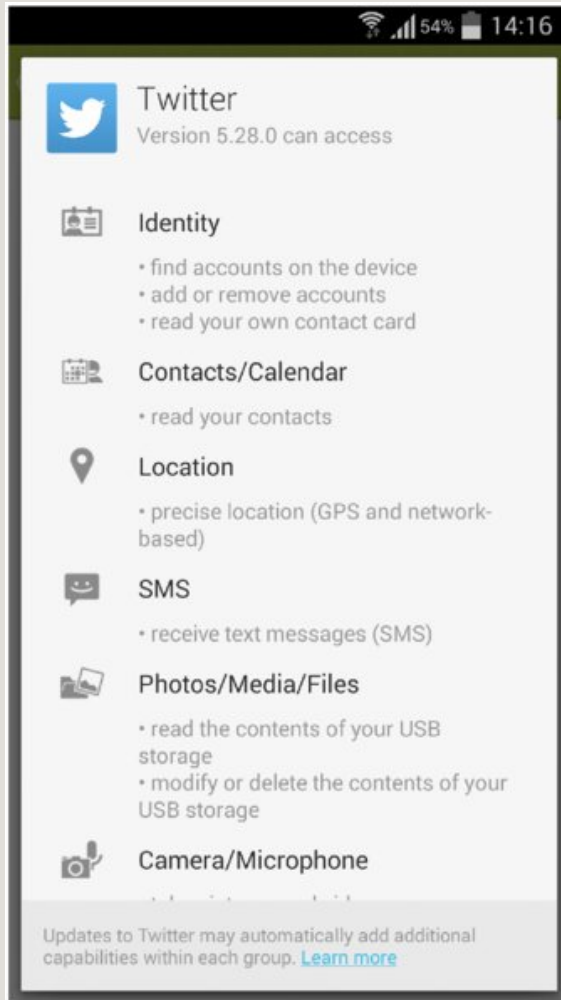 54% 14:16
Twitter
Version 5.28.0 can access
Identity
• find accounts on the device
• add or remove accounts
• read your own contact card
Contacts/Calendar
• read your contacts
Location
• precise location (GPS and network-
based)
SMS
• receive text messages (SMS)
Photos/Media/Files
• read the contents of your USB
storage
• modify or delete the contents of your
USB storage
Camera/Microphone
Updates to Twitter may automatically add additional
capabilities within each group. Learn more